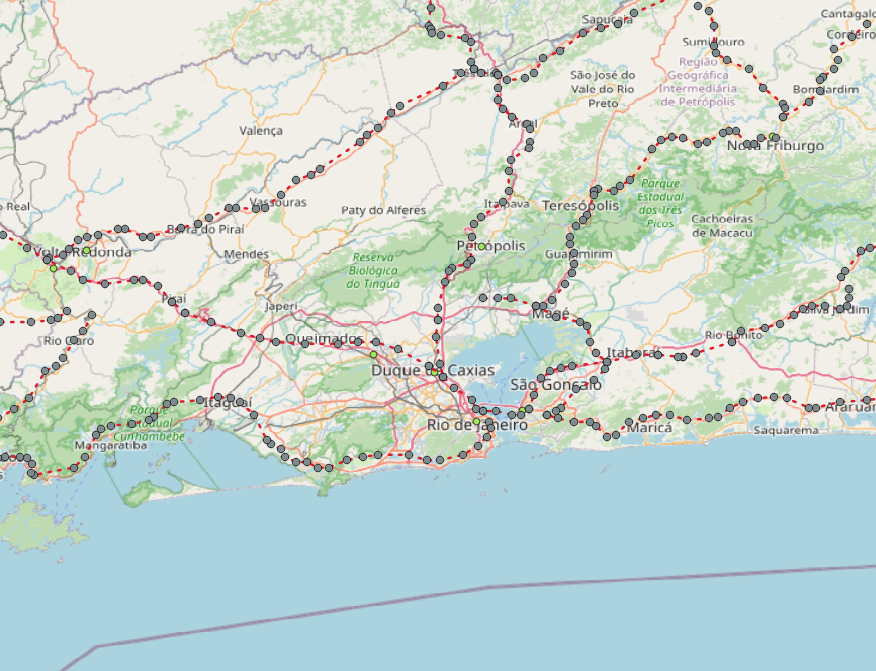 Cantagalo
Sapucaia
Cordeiro
Sumidouro
Região
Geográfica
Intermediária
de Petrópolis
São José do
Vale do Rio
Preto
Bom Jardim
Valença
Nova Friburgo
Parque
Estadual
dos Três
Picos
Real
Vassouras
Paty do Alferes
Itaipava
Teresópolis
Cachoeiras
de Macacu
Barra do Piraí
Petrópolis
Volta Redonda
Mendes
Guapimirim
Reserva
Biológica
do Tinguá
Piraí
Japeri
Magé
Silva Jardim
Rio Claro
Queimados
Rio Bonito
Itaboraí
Duque de Caxias
São Gonçalo
Itaguaí
Parque
Estadual
Cunhambebe
Rio de Janeiro
Maricá
Saquarema
Mangaratiba